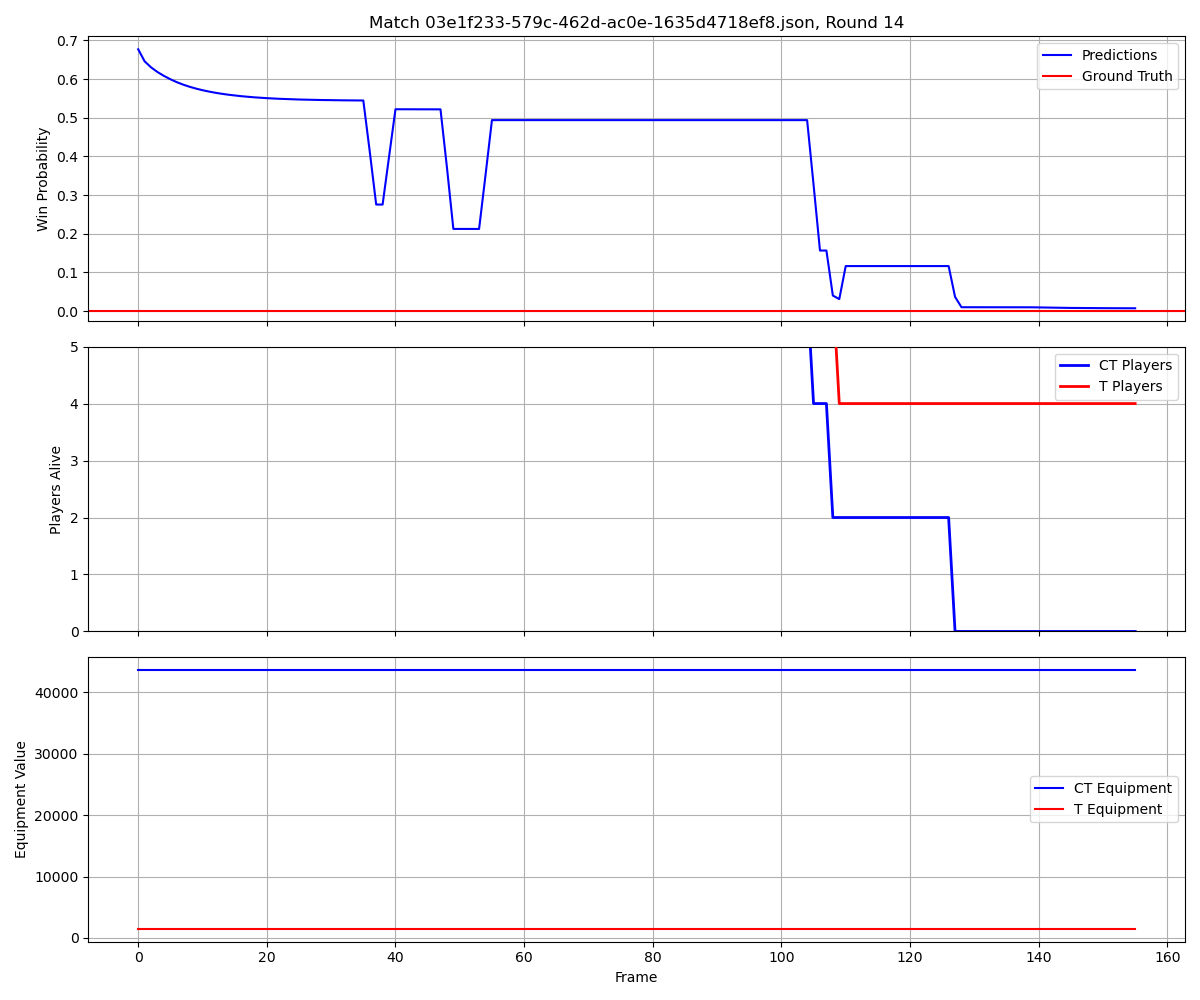 Match 03e1f233-579c-462d-ac0e-1635d4718ef8.json, Round 14
Win Probability
0.7
0.6
0.5
0.4
0.3
0.2
0.1
0.0
Predictions
Ground Truth
Players Alive
5
4
3
2
1
0
CT Players
T Players
Equipment Value
40000
30000
20000
10000
0
CT Equipment
T Equipment
0 20 40 60 80 100 120 140 160
Frame